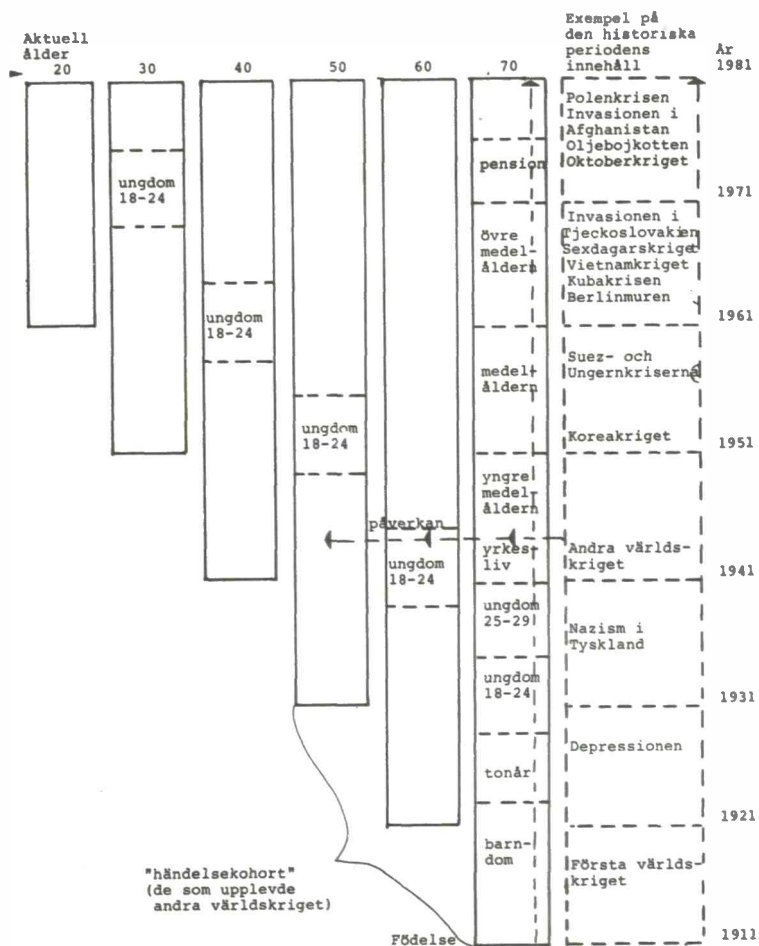 Aktuell
ålder
20
30
40
50
60
70
Exempel på
den historiska
periodens
innehåll
År
1981
Polenkrisen
Invasionen i
Afghanistan
Oljebojkotten
Oktoberkriget
pension
1971
ungdom
18-24
övre
medel-
åldern
Invasionen i
Tjeckoslovakien
Sexdagarskriget
Vietnamkriget
Kubakrisen
Berlinmuren
1961
ungdom
18-24
medel-
åldern
Suez- och
Ungernkriserna
Koreakriget
1951
ungdom
18-24
yngre
medel-
åldern
påverkan
yrkes-
liv
Andra världs-
kriget
1941
ungdom
18-24
ungdom
25-29
Nazism i
Tyskland
ungdom
18-24
1931
Depressionen
tonår
1921
barn-
dom
Första världs-
kriget
"händelsekohort"
(de som upplevde
andra världskriget)
Födelse
1911